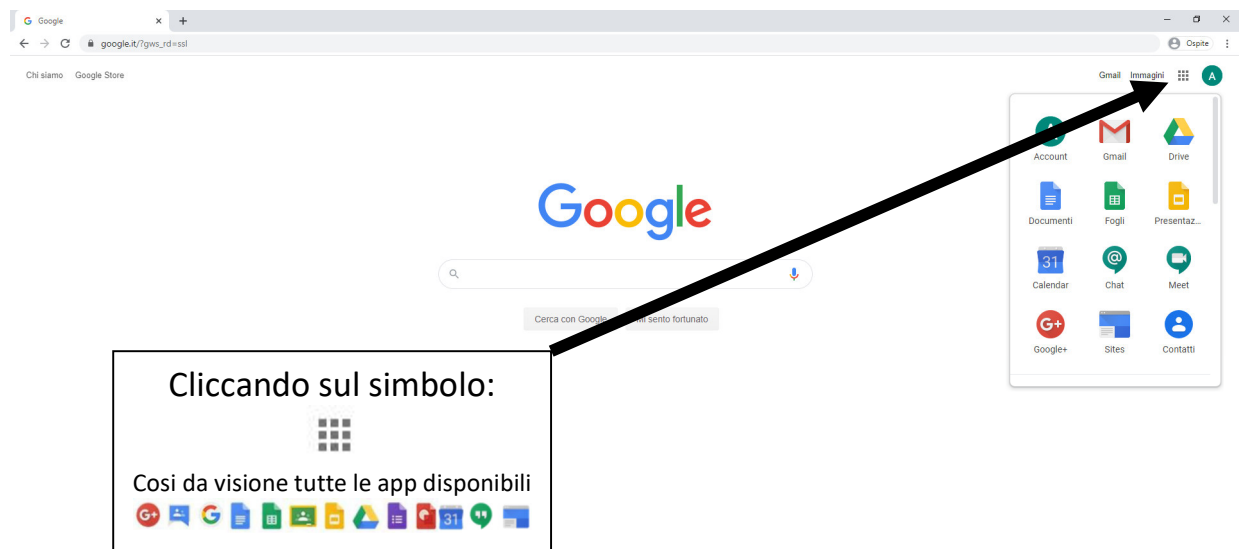 Google
google.it/?gws_rd=ssl
Ospite
Chi siamo Google Store
Gmail Immagini
A
Account Gmail Drive
Documenti Fogli Presentaz...
31
Calendar Chat Meet
G+
Google+ Sites Contatti
Google
Cerca con Google sento fortunato
Cliccando sul simbolo:
Cosi da visione tutte le app disponibili
G+ G 31